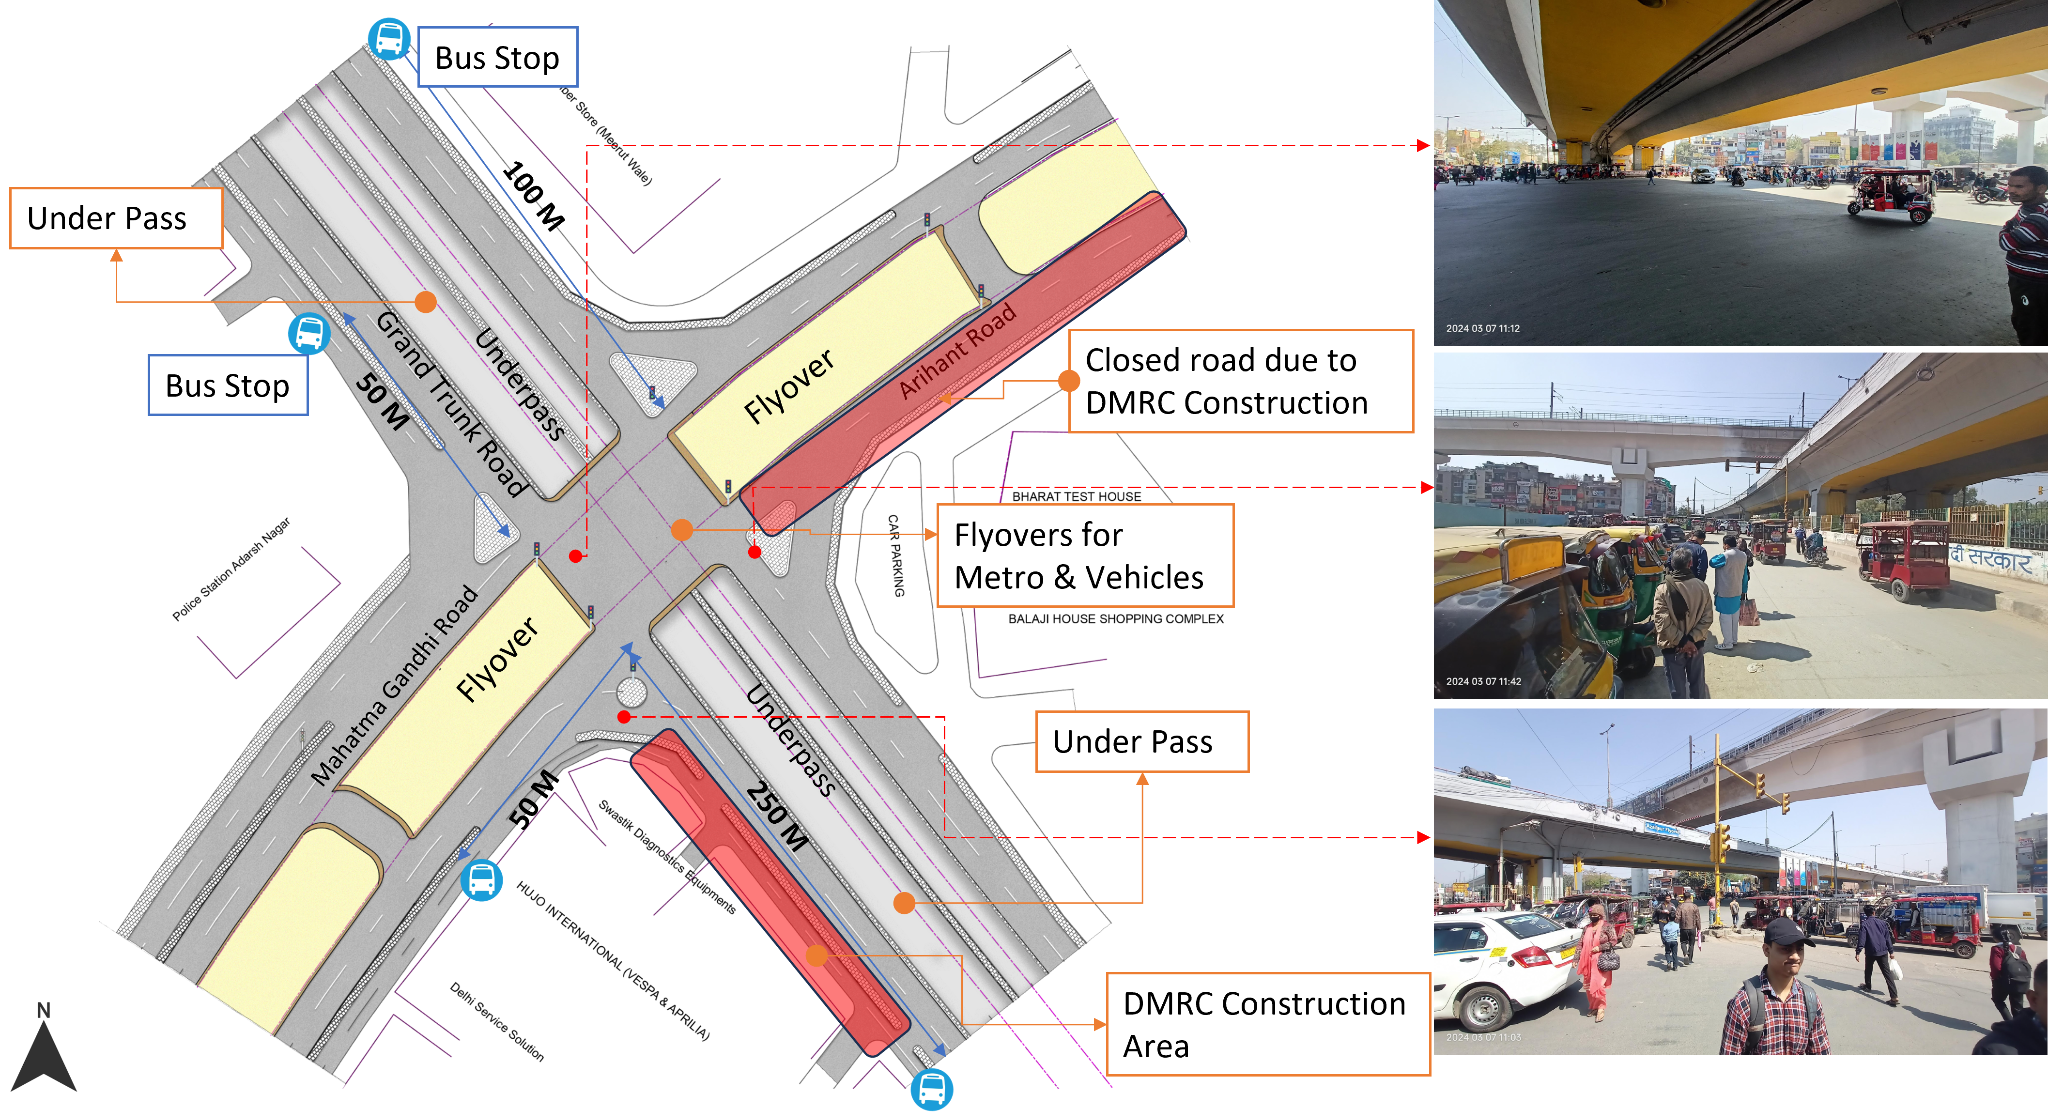 Bus Stop
ber Store (Meerut Wale)
100 M
Under Pass
Grand Trunk Road
Underpass
Bus Stop
50 M
Flyover
Arihant Road
Closed road due to
DMRC Construction
BHARAT TEST HOUSE
CAR PARKING
Flyovers for
Metro & Vehicles
BALAJI HOUSE SHOPPING COMPLEX
Police Station Adarsh Nagar
Mahatma Gandhi Road
Flyover
Underpass
Under Pass
50 M
250 M
Swastik Diagnostics Equipments
HUJO INTERNATIONAL (VESPA & APRILIA)
Delhi Service Solution
DMRC Construction
Area
N
2024 03 07 11:12
दी सरकार
2024 03 07 11:42
2024 03 07 11:03